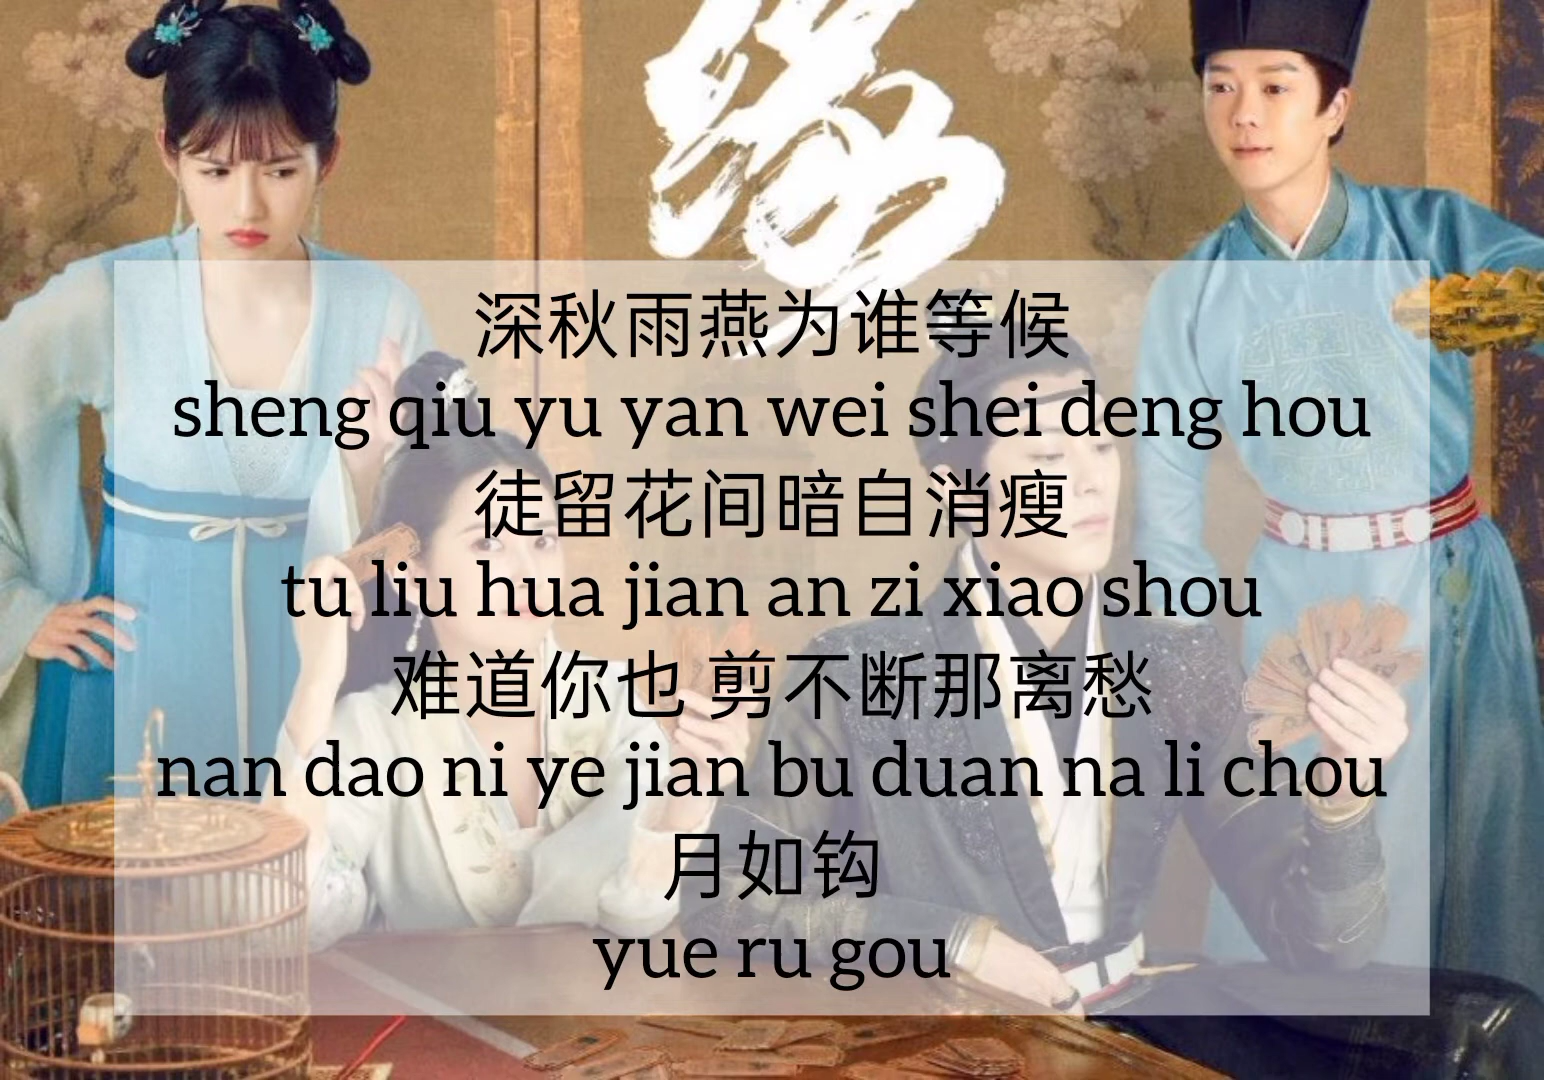 缘
深秋雨燕为谁等候
sheng qiu yu yan wei shei deng hou
徒留花间暗自消瘦
tu liu hua jian an zi xiao shou
难道你也 剪不断那离愁
nan dao ni ye jian bu duan na li chou
月如钩
yue ru gou